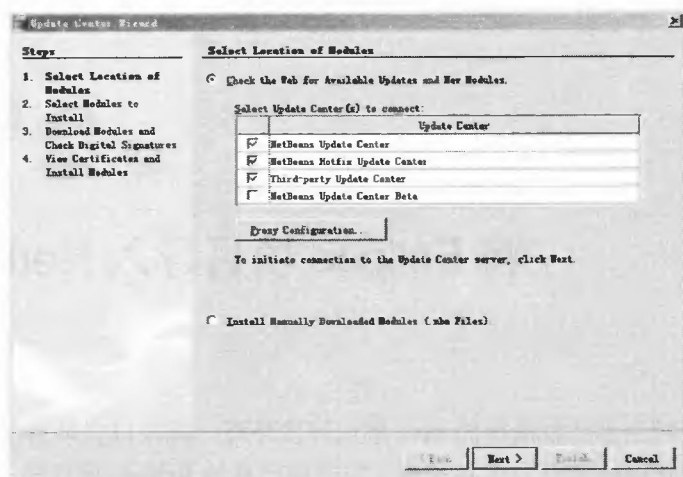 Update Center Wizard
Steps
1. Select Location of
Modules
2. Select Modules to
Install
3. Download Modules and
Check Digital Signatures
4. View Certificates and
Install Modules
Select Location of Modules
Check the Web for Available Updates and New Modules.
Select Update Center(s) to connect:
Update Center
NetBeans Update Center
NetBeans Hotfix Update Center
Third-party Update Center
NetBeans Update Center Beta
Proxy Configuration...
To initiate connection to the Update Center server, click Next.
Install Manually Downloaded Modules (.nbm Files)
< Back
Next >
Finish
Cancel